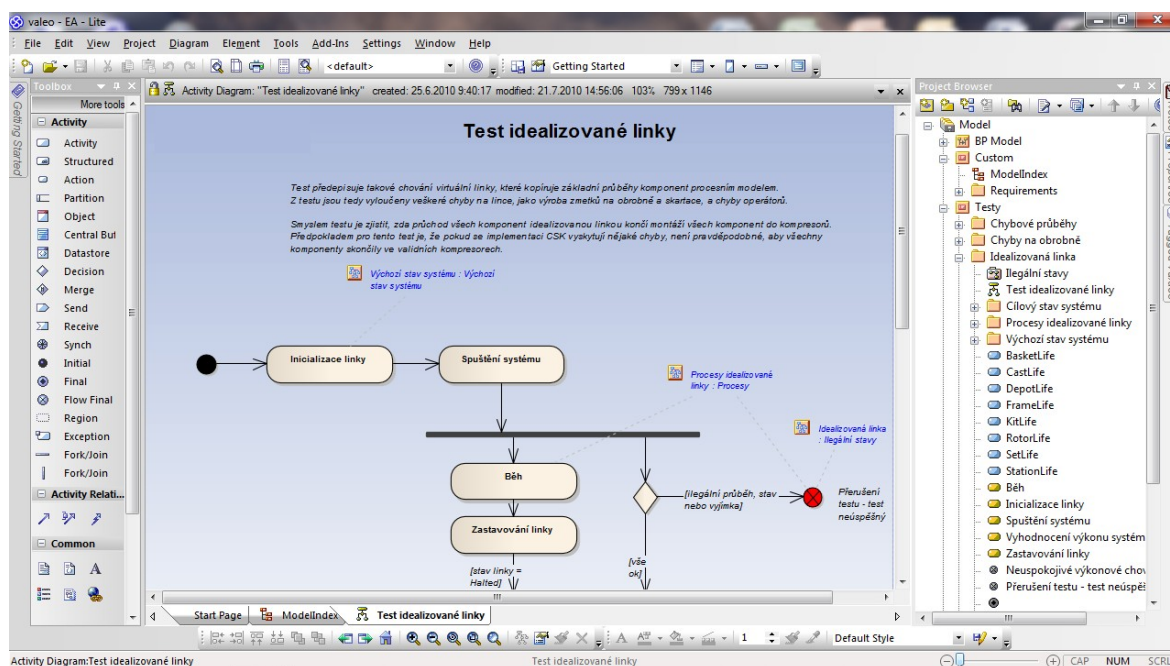 valeo - EA - Lite
File Edit View Project Diagram Element Tools Add-Ins Settings Window Help
<default> Getting Started
Toolbox
More tools
Activity
Activity
Structured
Action
Partition
Object
Central Buf
Datastore
Decision
Merge
Send
Receive
Synch
Initial
Final
Flow Final
Region
Exception
Fork/Join
Fork/Join
Activity Relati...
Common
A
Getting Started
Activity Diagram: "Test idealizované linky" created: 25.6.2010 9:40:17 modified: 21.7.2010 14:56:06 103% 799 x 1146
Test idealizované linky
Test předepisuje takové chování virtuální linky, které kopíruje základní průběhy komponent procesním modelem.
Z testu jsou tedy vyloučeny veškeré chyby na lince, jako výroba zmetků na obrobně a skartace, a chyby operátorů.
Smyslem testu je zjistit, zda průchod všech komponent idealizovanou linkou končí montáží všech komponent do kompresorů.
Předpokladem pro tento test je, že pokud se implementaci CSK vyskytují nějaké chyby, není pravděpodobné, aby všechny
komponenty skončily ve validních kompresorech.
Výchozí stav systému : Výchozí
stav systému
Inicializace linky
Spuštění systému
Procesy idealizované
linky : Procesy
Idealizovaná linka
: Ilegální stavy
Běh
[ilegální průběh, stav
nebo vyjímka]
Přerušení
testu - test
neúspěšný
Zastavování linky
[stav linky =
Halted]
[vše
ok]
Start Page ModelIndex Test idealizované linky
Project Browser
Model
BP Model
Custom
ModelIndex
Requirements
Testy
Chybové průběhy
Chyby na obrobně
Idealizovaná linka
Ilegální stavy
Test idealizované linky
Cílový stav systému
Procesy idealizované linky
Výchozí stav systému
BasketLife
CastLife
DepotLife
FrameLife
KitLife
RotorLife
SetLife
StationLife
Běh
Inicializace linky
Spuštění systému
Vyhodnocení výkonu systém
Zastavování linky
Neuspokojivé výkonové chov
Přerušení testu - test neúspěš
A 1 Default Style
Activity Diagram:Test idealizované linky Test idealizované linky CAP NUM SCRL